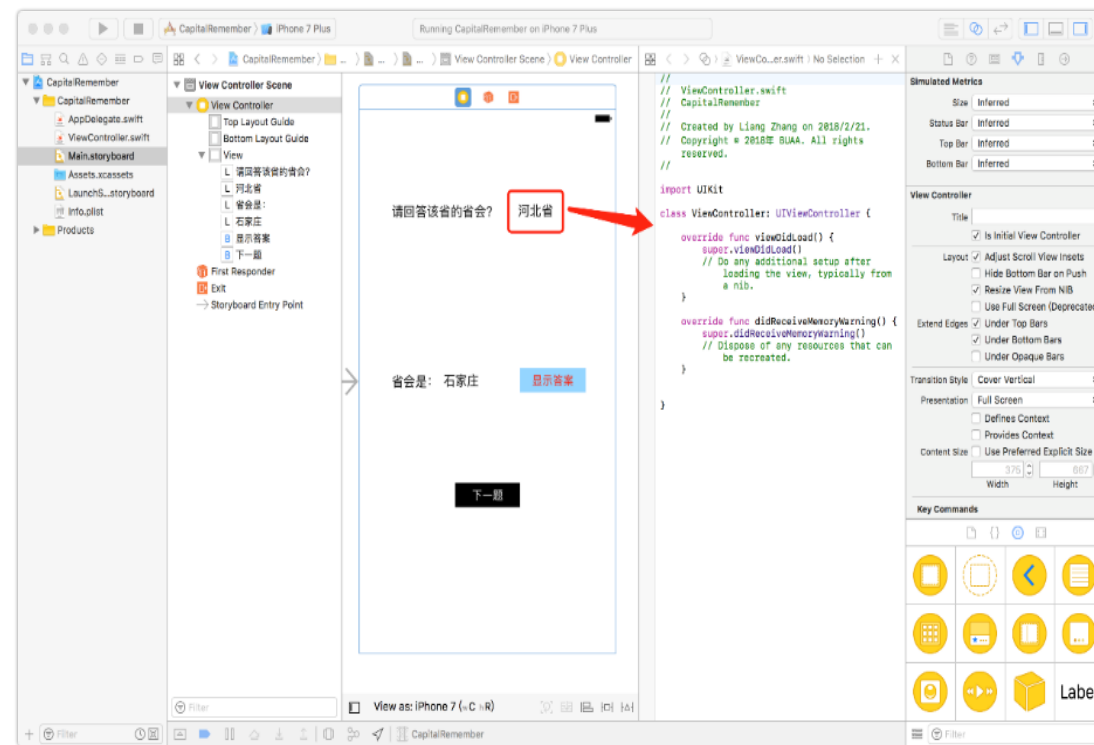 CapitalRemember 〉 iPhone 7 Plus
Running CapitalRemember on iPhone 7 Plus
CapitalRemember 〉 ... 〉 ... 〉 View Controller Scene 〉 View Controller
ViewCo...er.swift 〉 No Selection
CapitalRemember
CapitalRemember
AppDelegate.swift
ViewController.swift
Main.storyboard
Assets.xcassets
LaunchS...storyboard
Info.plist
Products
View Controller Scene
View Controller
Top Layout Guide
Bottom Layout Guide
View
L 请回答该省的省会?
L 河北省
L 省会是:
L 石家庄
B 显示答案
B 下一题
First Responder
Exit
Storyboard Entry Point
请回答该省的省会? 河北省
省会是: 石家庄 显示答案
下一题
//
// ViewController.swift
// CapitalRemember
//
// Created by Liang Zhang on 2018/2/21.
// Copyright © 2018年 BUAA. All rights
reserved.
//
import UIKit
class ViewController: UIViewController {
override func viewDidLoad() {
super.viewDidLoad()
// Do any additional setup after
loading the view, typically from
a nib.
}
override func didReceiveMemoryWarning() {
super.didReceiveMemoryWarning()
// Dispose of any resources that can
be recreated.
}
}
Simulated Metrics
Size Inferred
Status Bar Inferred
Top Bar Inferred
Bottom Bar Inferred
View Controller
Title
Is Initial View Controller
Layout Adjust Scroll View Insets
Hide Bottom Bar on Push
Resize View From NIB
Use Full Screen (Deprecated
Extend Edges Under Top Bars
Under Bottom Bars
Under Opaque Bars
Transition Style Cover Vertical
Presentation Full Screen
Defines Context
Provides Context
Content Size Use Preferred Explicit Size
375 667
Width Height
Key Commands
Labe
Filter
View as: iPhone 7 (wC hR)
Filter
CapitalRemember
Filter